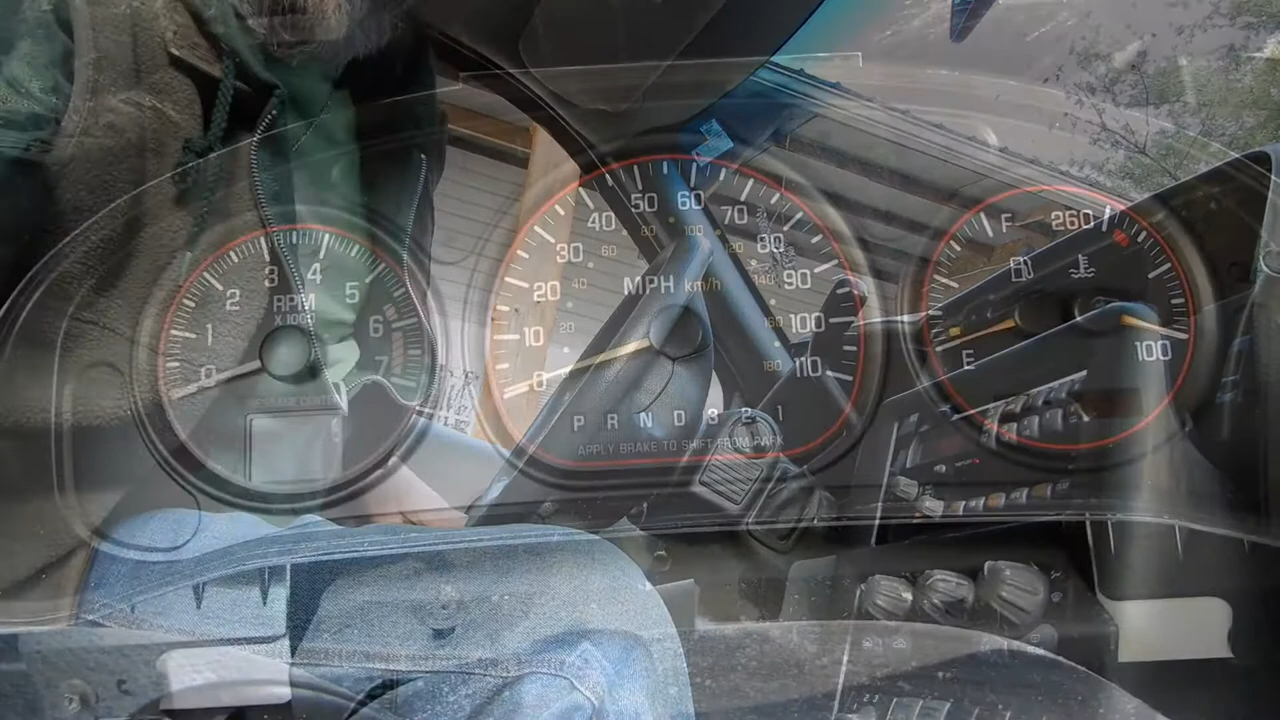 0 1 2 3 4 5 6 7
RPM
X1000
0 10 20 30 40 50 60 70 80 90 100 110
20 40 60 80 100 120 140 160 180
MPH km/h
P R N D 3 2 1
APPLY BRAKE TO SHIFT FROM PARK
F
E
260
100